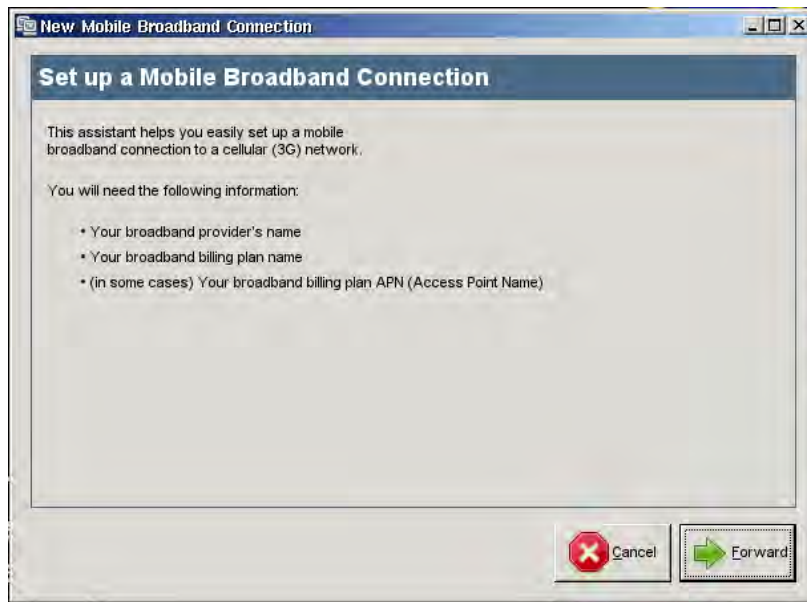 New Mobile Broadband Connection
Set up a Mobile Broadband Connection
This assistant helps you easily set up a mobile
broadband connection to a cellular (3G) network.
You will need the following information:
• Your broadband provider's name
• Your broadband billing plan name
• (in some cases) Your broadband billing plan APN (Access Point Name)
Cancel
Forward